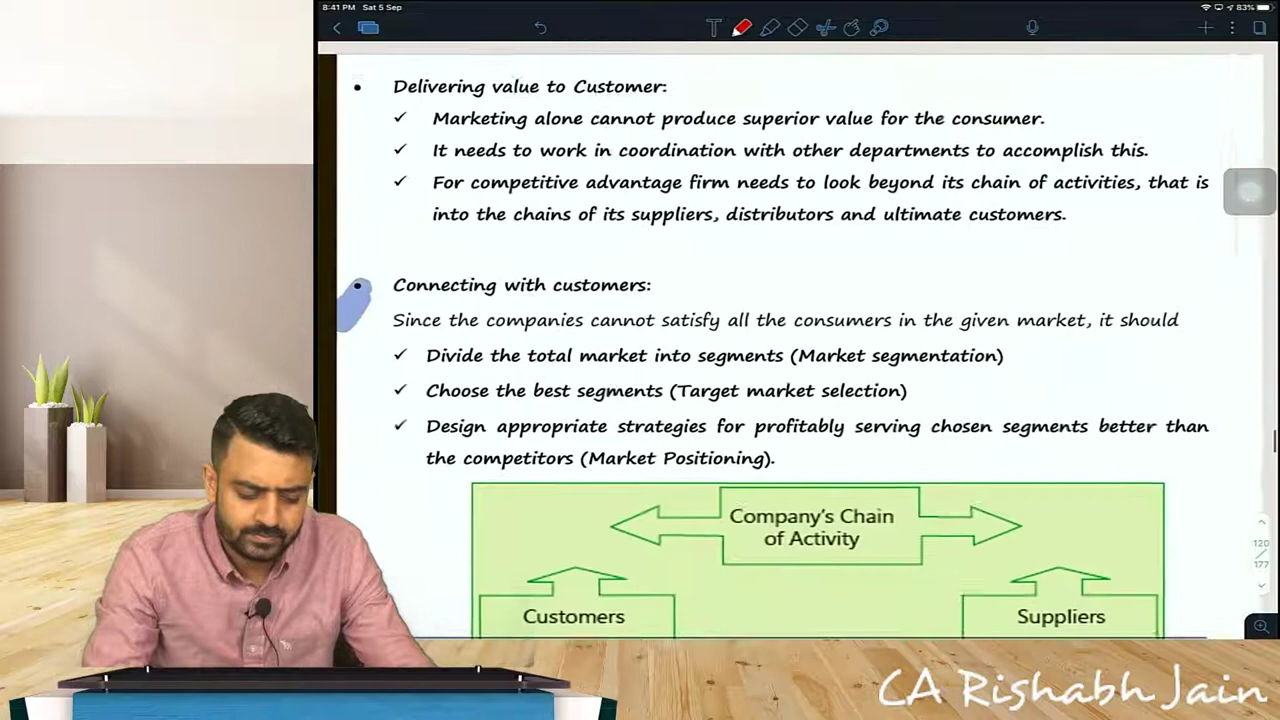 8:41 PM Sat 5 Sep
83%
• Delivering value to Customer:
✓ Marketing alone cannot produce superior value for the consumer.
✓ It needs to work in coordination with other departments to accomplish this.
✓ For competitive advantage firm needs to look beyond its chain of activities, that is
into the chains of its suppliers, distributors and ultimate customers.
• Connecting with customers:
Since the companies cannot satisfy all the consumers in the given market, it should
✓ Divide the total market into segments (Market segmentation)
✓ Choose the best segments (Target market selection)
✓ Design appropriate strategies for profitably serving chosen segments better than
the competitors (Market Positioning).
Company's Chain
of Activity
Customers
Suppliers
120
/
177
CA Rishabh Jain